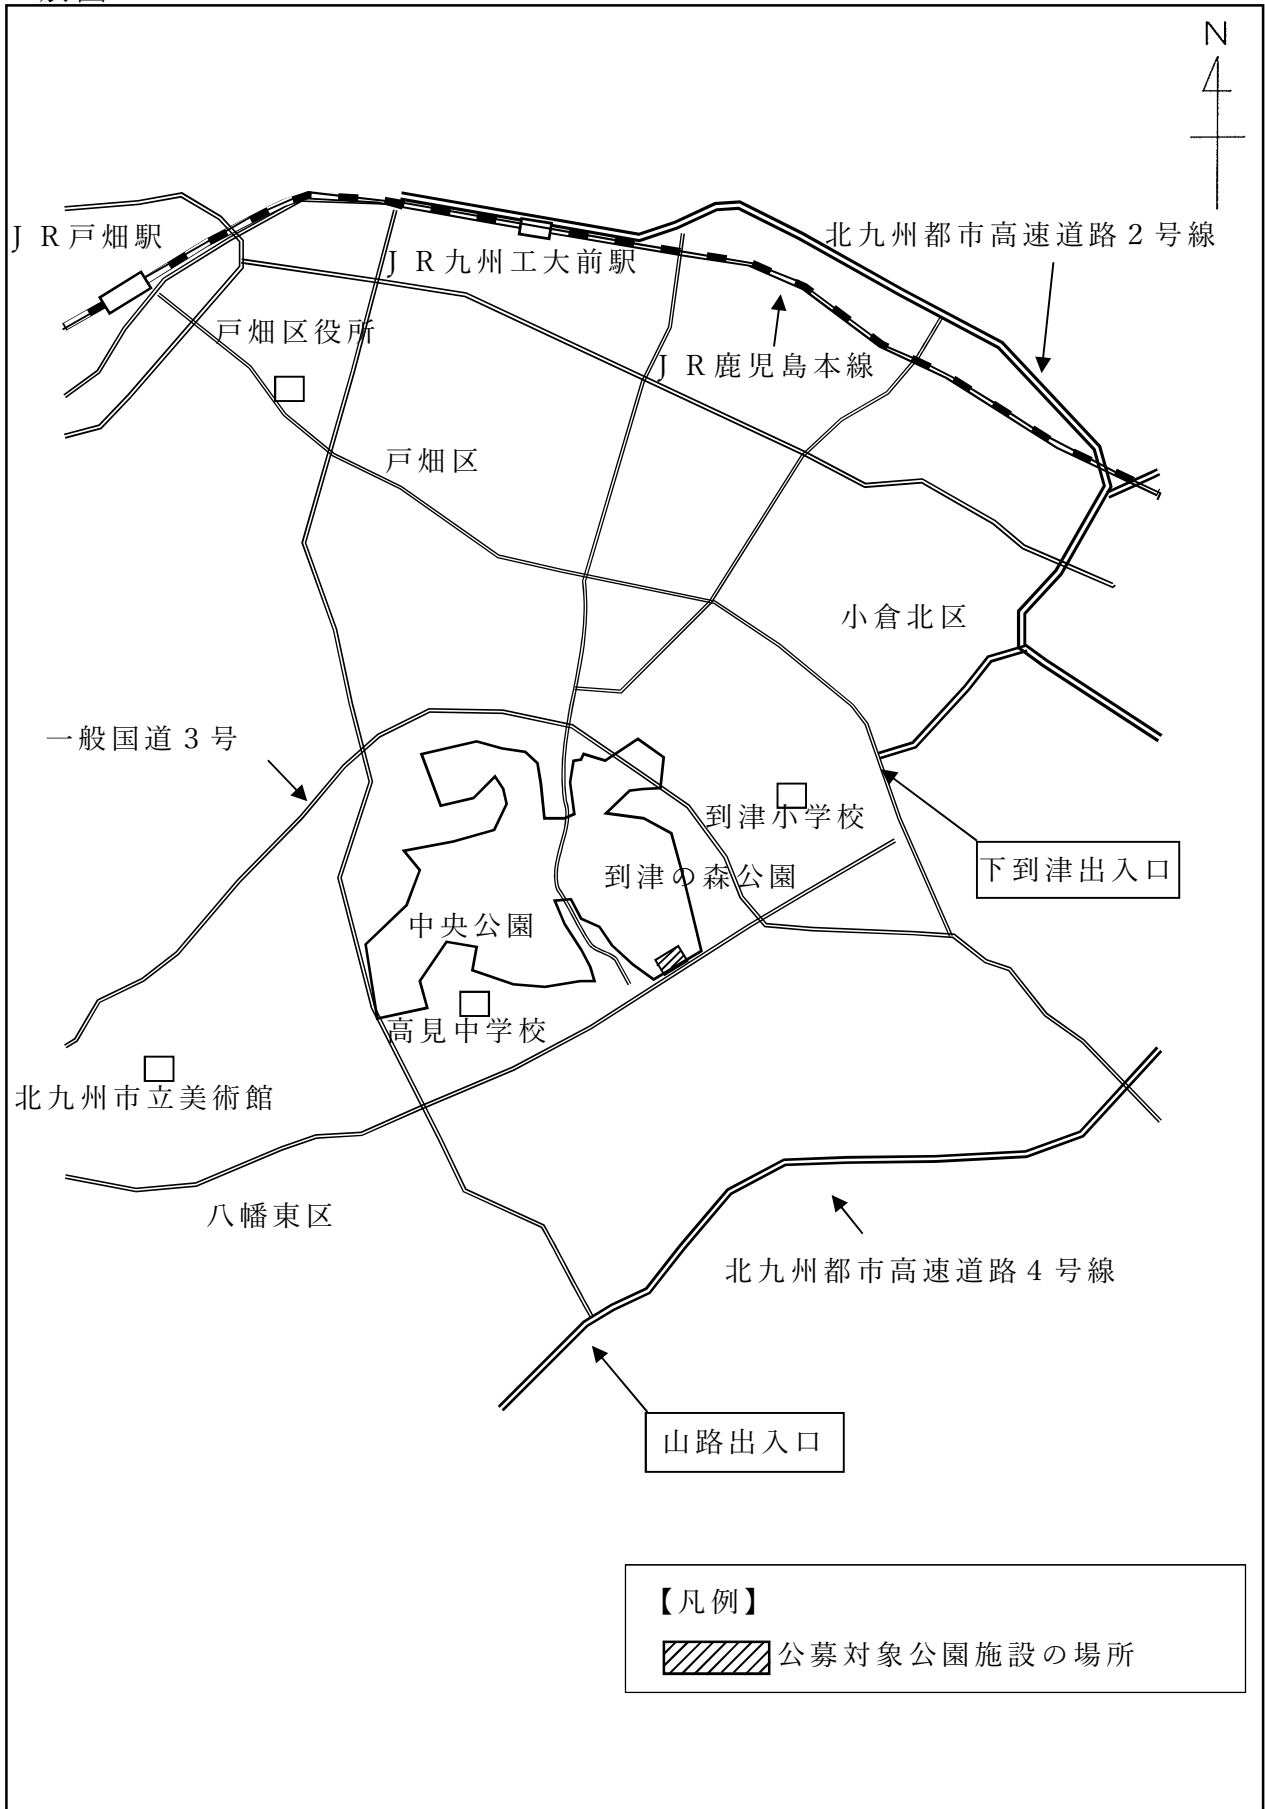 N
北九州都市高速道路２号線
ＪＲ戸畑駅
ＪＲ九州工大前駅
戸畑区役所
ＪＲ鹿児島本線
戸畑区
小倉北区
一般国道３号
到津小学校
下到津出入口
到津の森公園
中央公園
高見中学校
北九州市立美術館
八幡東区
北九州都市高速道路４号線
山路出入口
【凡例】
公募対象公園施設の場所